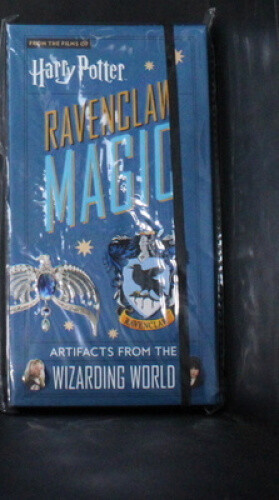 FROM THE FILMS OF
Harry Potter
RAVENCLAW
MAGIC
RAVENCLAW
ARTIFACTS FROM THE
WIZARDING WORLD